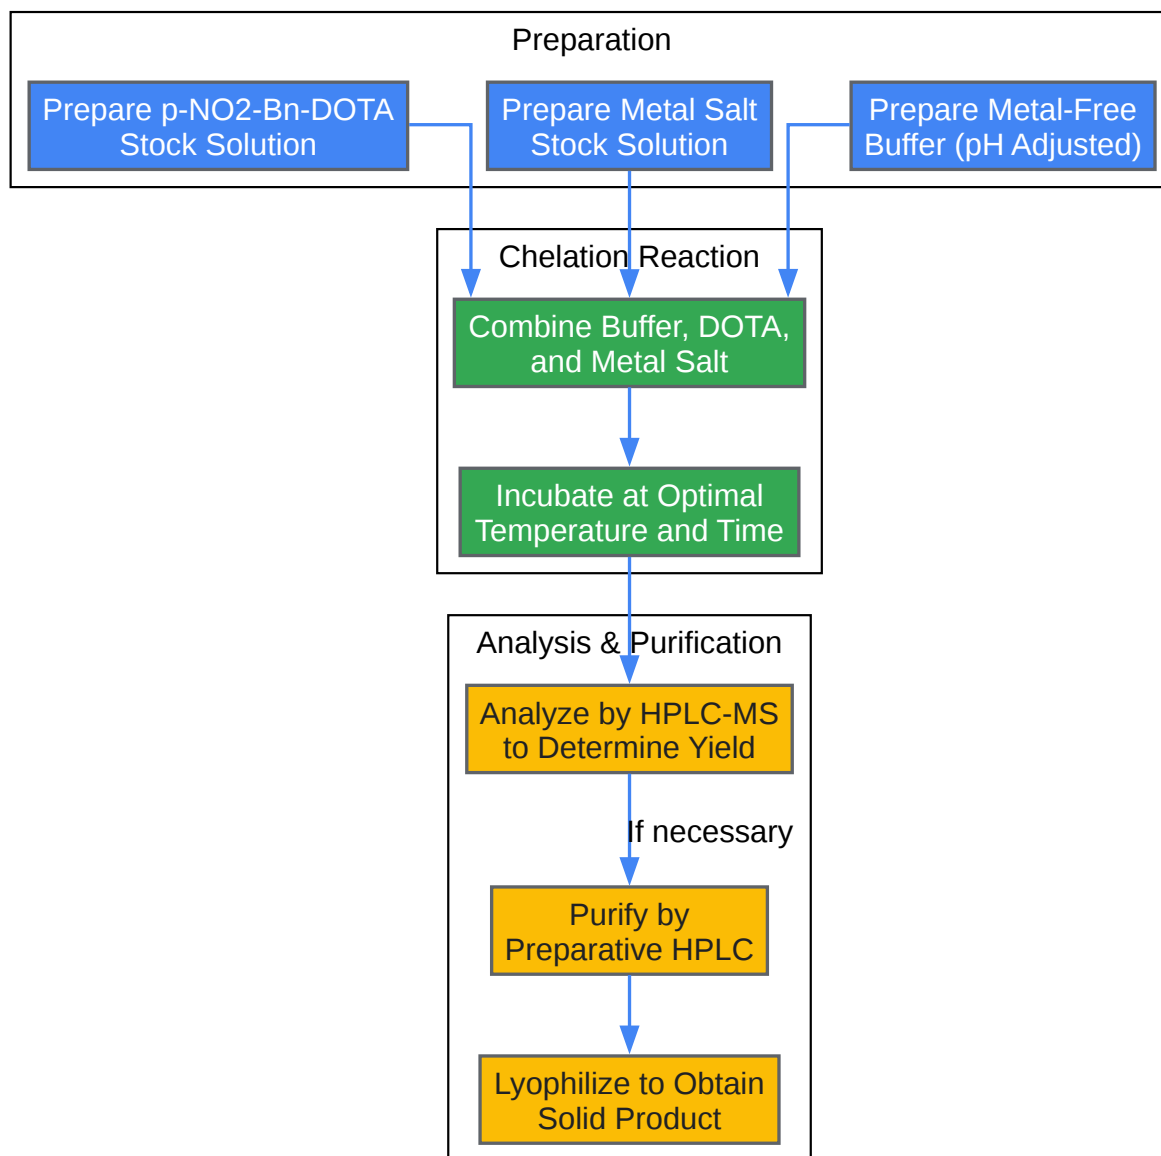 Preparation
Prepare p-NO2-Bn-DOTA
Stock Solution
Prepare Metal Salt
Stock Solution
Prepare Metal-Free
Buffer (pH Adjusted)
Chelation Reaction
Combine Buffer, DOTA,
and Metal Salt
Incubate at Optimal
Temperature and Time
Analysis & Purification
Analyze by HPLC-MS
to Determine Yield
If necessary
Purify by
Preparative HPLC
Lyophilize to Obtain
Solid Product